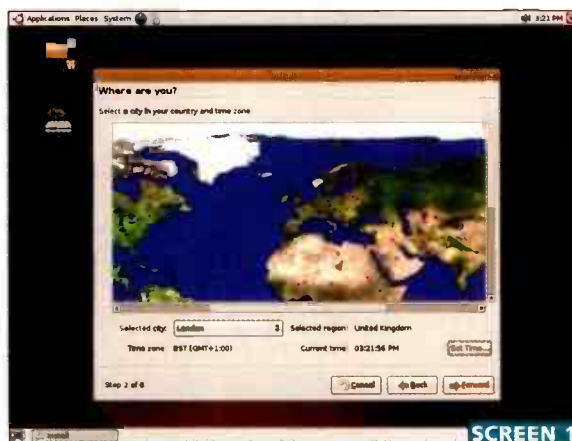 Applications Places System
3:21 PM
Install
Where are you?
Select a city in your country and time zone
Selected city: London
Selected region: United Kingdom
Time zone: BST (GMT+1:00)
Current time: 03:21:56 PM
Set Time...
Step 2 of 6
Cancel
Back
Forward
Install
SCREEN 1